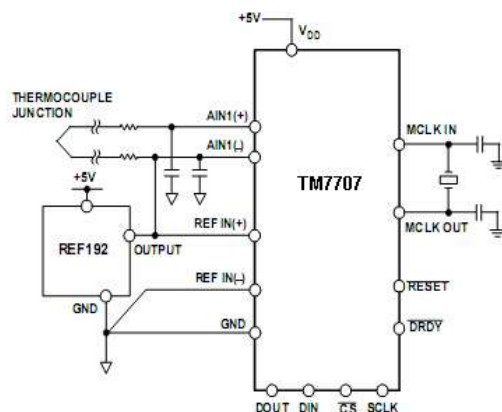 +5V
V_DD
THERMOCOUPLE
JUNCTION
AIN1(+)
MCLK IN
AIN1(–)
+5V
TM7707
REF IN(+)
MCLK OUT
REF192
OUTPUT
REF IN(–)
RESET
GND
GND
DRDY
DOUT DIN CS SCLK